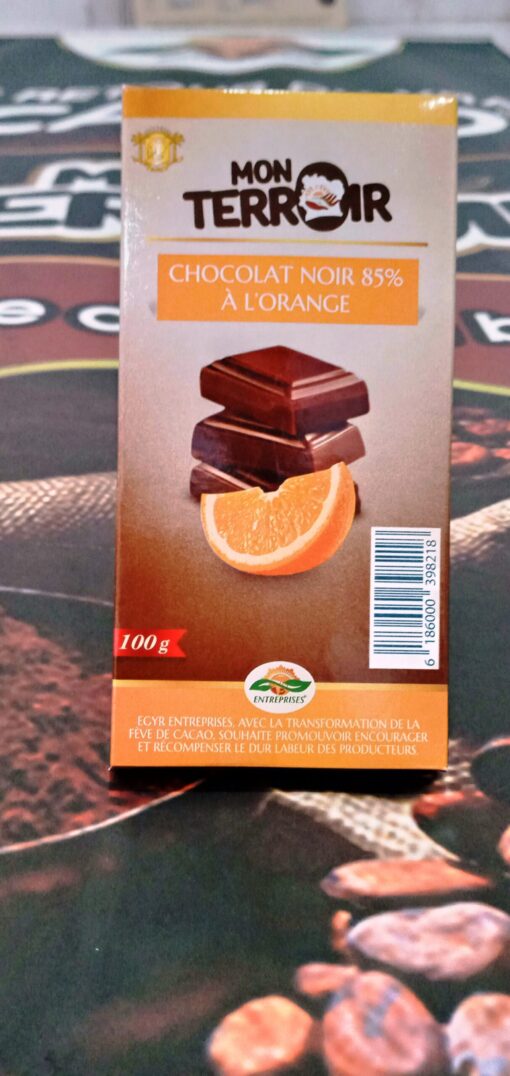 MON
TERROIR
CHOCOLAT NOIR 85%
À L'ORANGE
6 186000 398218
100 g
ENTREPRISES
EGYR ENTREPRISES, AVEC LA TRANSFORMATION DE LA
FÈVE DE CACAO, SOUHAITE PROMOUVOIR ENCOURAGER
ET RÉCOMPENSER LE DUR LABEUR DES PRODUCTEURS.